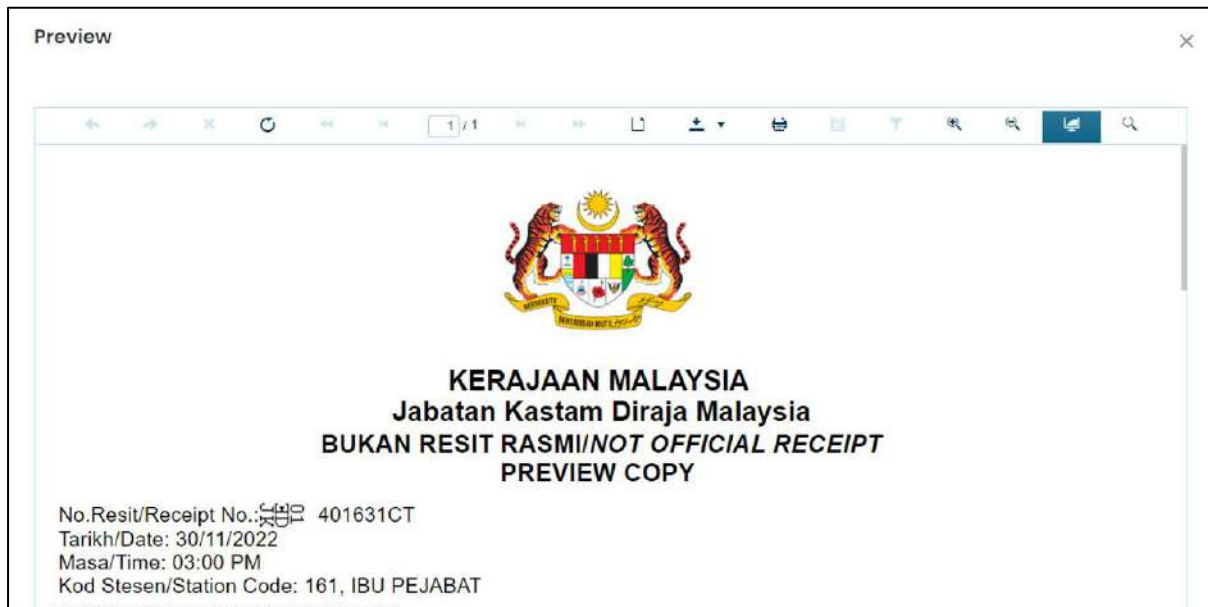 Preview
1 / 1
KERAJAAN MALAYSIA
Jabatan Kastam Diraja Malaysia
BUKAN RESIT RASMI/NOT OFFICIAL RECEIPT
PREVIEW COPY
No.Resit/Receipt No.: 401631CT
Tarikh/Date: 30/11/2022
Masa/Time: 03:00 PM
Kod Stesen/Station Code: 161, IBU PEJABAT